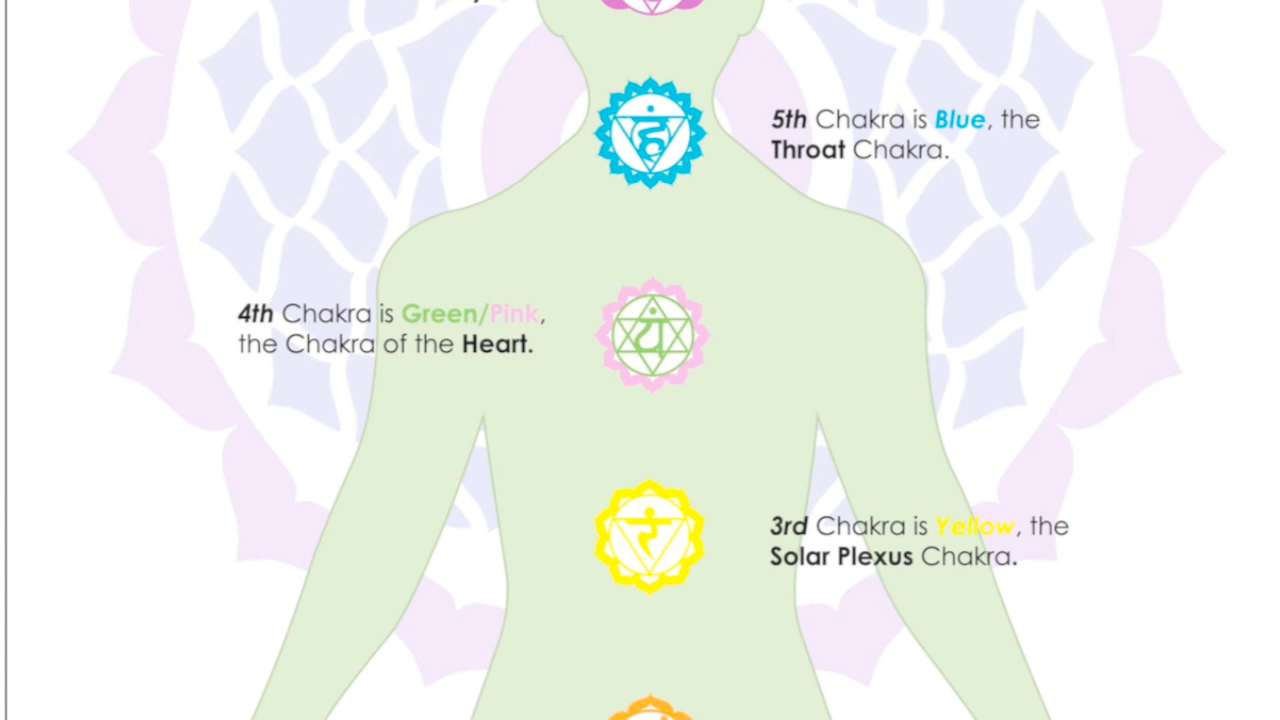 5th Chakra is Blue, the
Throat Chakra.
ह
4th Chakra is Green/Pink,
the Chakra of the Heart.
य
3rd Chakra is Yellow, the
Solar Plexus Chakra.
र